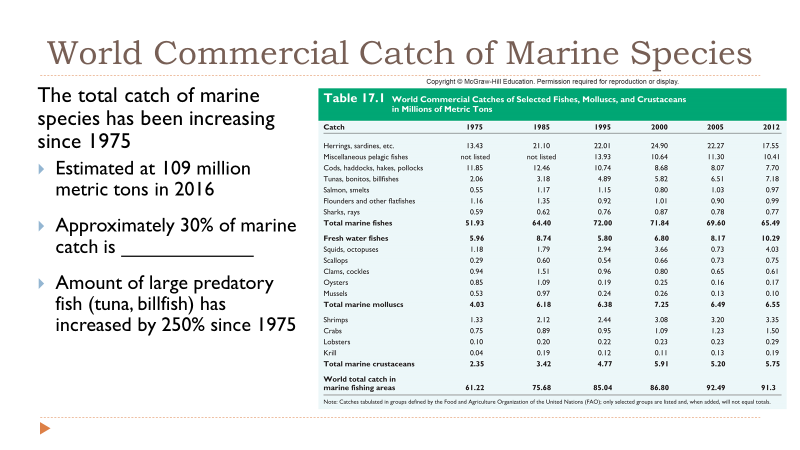 World Commercial Catch of Marine Species
The total catch of marine
species has been increasing
since 1975
Estimated at 109 million
metric tons in 2016
Approximately 30% of marine
catch is _____________
Amount of large predatory
fish (tuna, billfish) has
increased by 250% since 1975
Copyright © McGraw-Hill Education. Permission required for reproduction or display.
Table 17.1 World Commercial Catches of Selected Fishes, Molluscs, and Crustaceans
in Millions of Metric Tons
Catch 1975 1985 1995 2000 2005 2012
Herrings, sardines, etc. 13.43 21.10 22.01 24.90 22.27 17.55
Miscellaneous pelagic fishes not listed not listed 13.93 10.64 11.30 10.41
Cods, haddocks, hakes, pollocks 11.85 12.46 10.74 8.68 8.07 7.70
Tunas, bonitos, billfishes 2.06 3.18 4.89 5.82 6.51 7.18
Salmon, smelts 0.55 1.17 1.15 0.80 1.03 0.97
Flounders and other flatfishes 1.16 1.35 0.92 1.01 0.90 0.99
Sharks, rays 0.59 0.62 0.76 0.87 0.78 0.77
Total marine fishes 51.93 64.40 72.00 71.84 69.60 65.49
Fresh water fishes 5.96 8.74 5.80 6.80 8.17 10.29
Squids, octopuses 1.18 1.79 2.94 3.66 0.73 4.03
Scallops 0.29 0.60 0.54 0.66 0.73 0.75
Clams, cockles 0.94 1.51 0.96 0.80 0.65 0.61
Oysters 0.85 1.09 0.19 0.25 0.16 0.17
Mussels 0.53 0.97 0.24 0.26 0.13 0.10
Total marine molluscs 4.03 6.18 6.38 7.25 6.49 6.55
Shrimps 1.33 2.12 2.44 3.08 3.20 3.35
Crabs 0.75 0.89 0.95 1.09 1.23 1.50
Lobsters 0.10 0.20 0.22 0.23 0.23 0.29
Krill 0.04 0.19 0.12 0.11 0.13 0.19
Total marine crustaceans 2.35 3.42 4.77 5.91 5.20 5.75
World total catch in
marine fishing areas 61.22 75.68 85.04 86.80 92.49 91.3
Note: Catches tabulated in groups defined by the Food and Agriculture Organization of the United Nations (FAO); only selected groups are listed and, when added, will not equal totals.